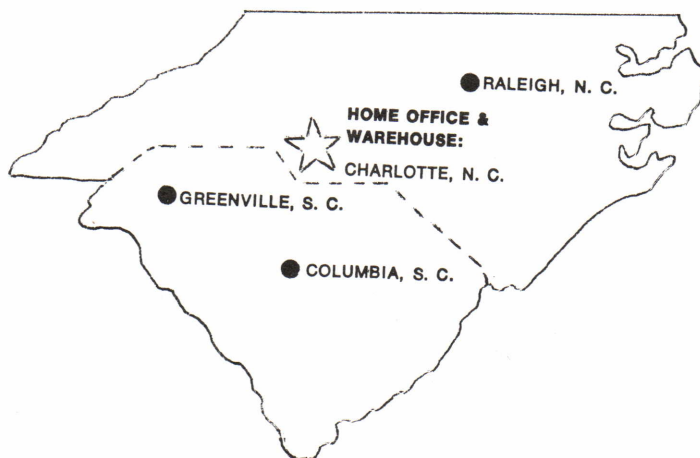 RALEIGH, N. C.
HOME OFFICE &
WAREHOUSE:
CHARLOTTE, N. C.
GREENVILLE, S. C.
COLUMBIA, S. C.